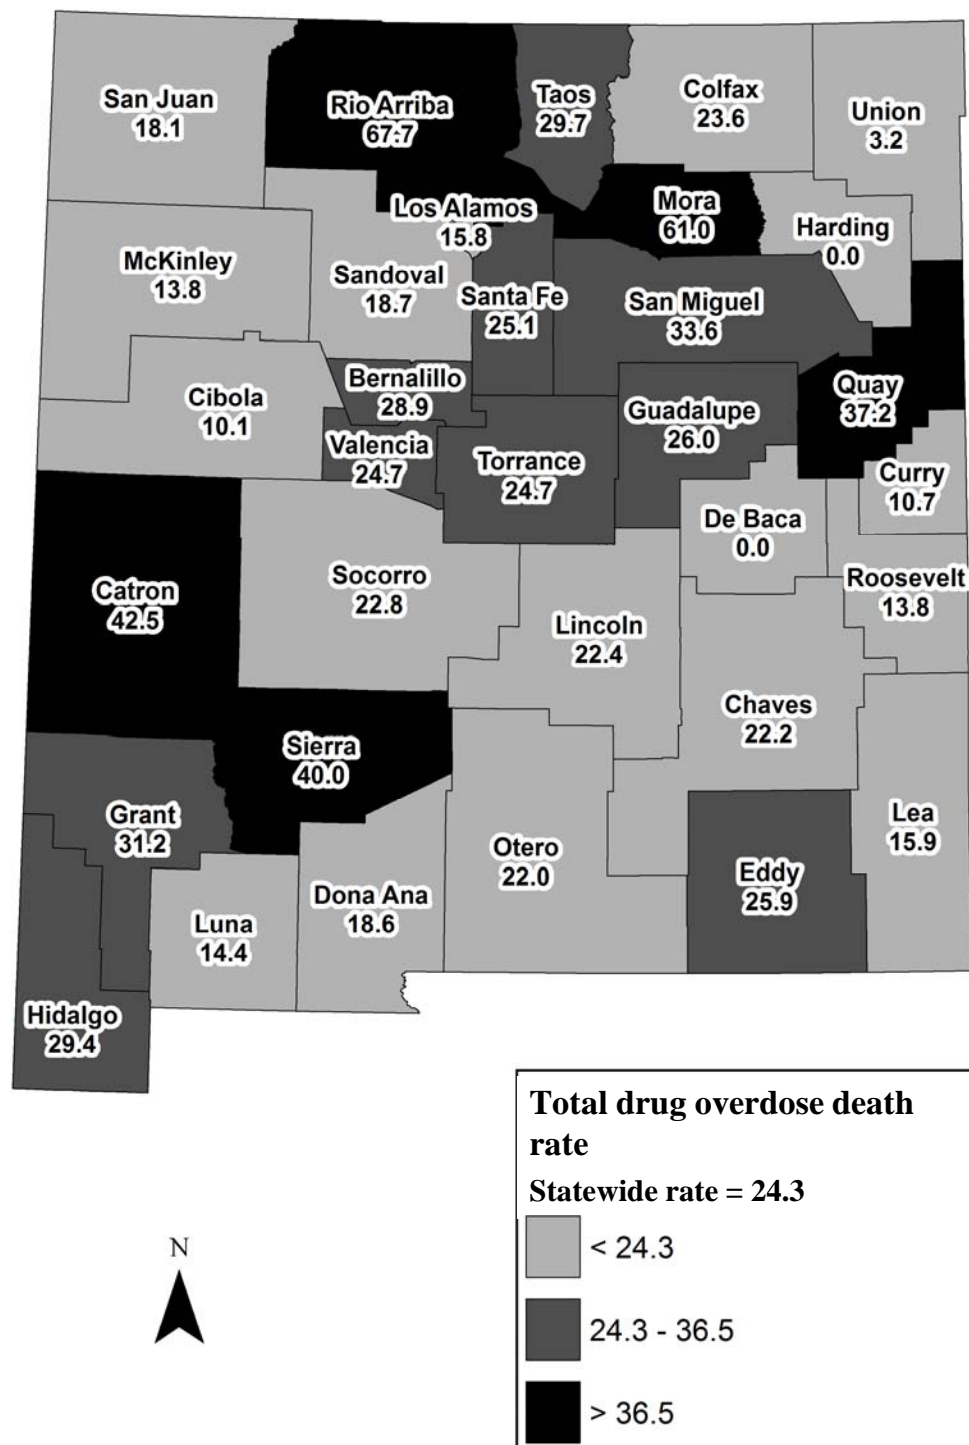 San Juan
18.1
Rio Arriba
67.7
Taos
29.7
Colfax
23.6
Union
3.2
Los Alamos
15.8
Mora
61.0
Harding
0.0
McKinley
13.8
Sandoval
18.7
Santa Fe
25.1
San Miguel
33.6
Cibola
10.1
Bernalillo
28.9
Valencia
24.7
Torrance
24.7
Guadalupe
26.0
Quay
37.2
Curry
10.7
De Baca
0.0
Roosevelt
13.8
Catron
42.5
Socorro
22.8
Lincoln
22.4
Chaves
22.2
Sierra
40.0
Grant
31.2
Otero
22.0
Lea
15.9
Eddy
25.9
Luna
14.4
Dona Ana
18.6
Hidalgo
29.4
Total drug overdose death
rate
Statewide rate = 24.3
< 24.3
24.3 - 36.5
> 36.5
N